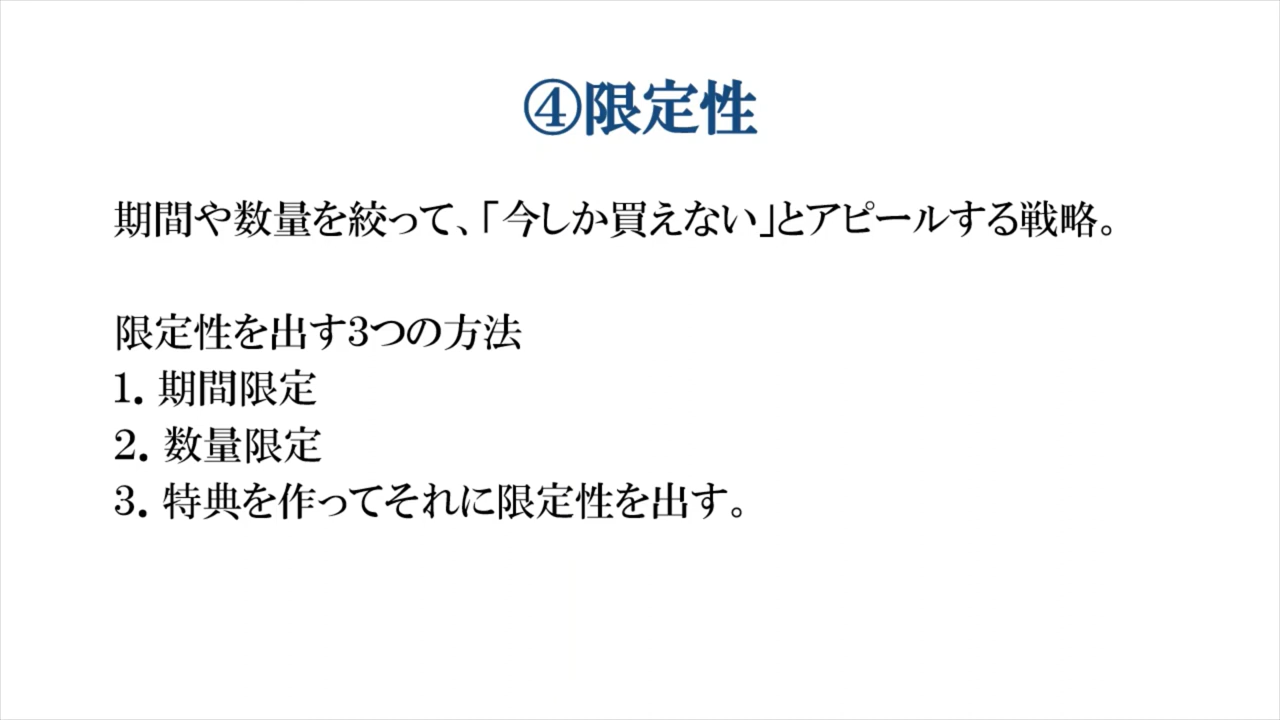 ④限定性
期間や数量を絞って、「今しか買えない」とアピールする戦略。
限定性を出す3つの方法
1. 期間限定
2. 数量限定
3. 特典を作ってそれに限定性を出す。